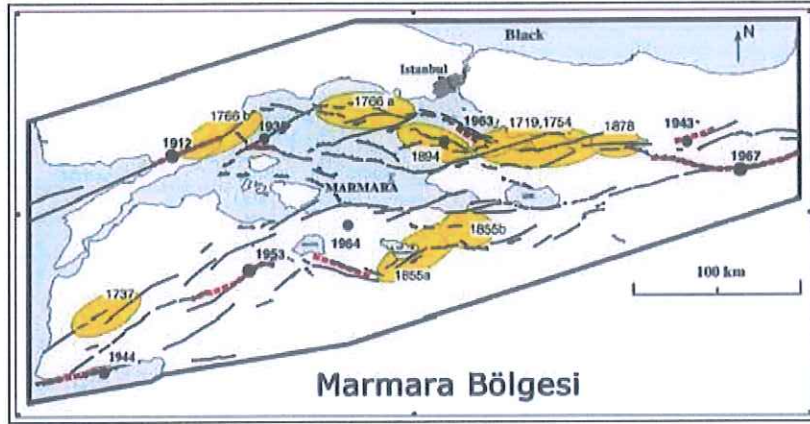 Black
N
Istanbul
1766 a
1766 b
1963
1719,1754
1878
1943
1912
1894
1967
MARMARA
1964
1855b
1953
1855a
100 km
1737
1944
Marmara Bölgesi